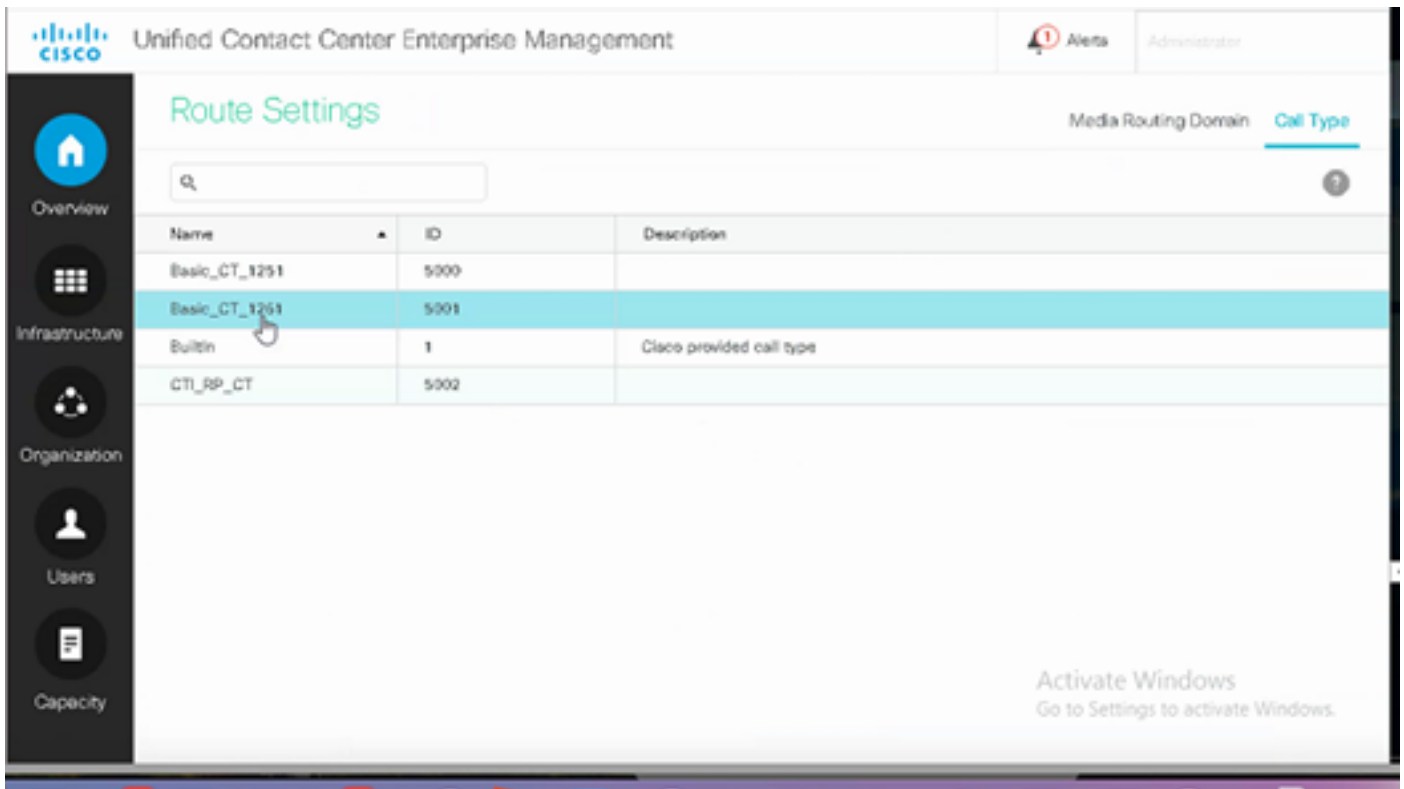 CISCO
Unified Contact Center Enterprise Management
1
Alerts
Administrator
Route Settings
Media Routing Domain
Call Type
?
Overview
Name
ID
Description
Basic_CT_1251
5000
Basic_CT_1261
5001
Builtin
1
Cisco provided call type
CTI_RP_CT
5002
Infrastructure
Organization
Users
Capacity
Activate Windows
Go to Settings to activate Windows.